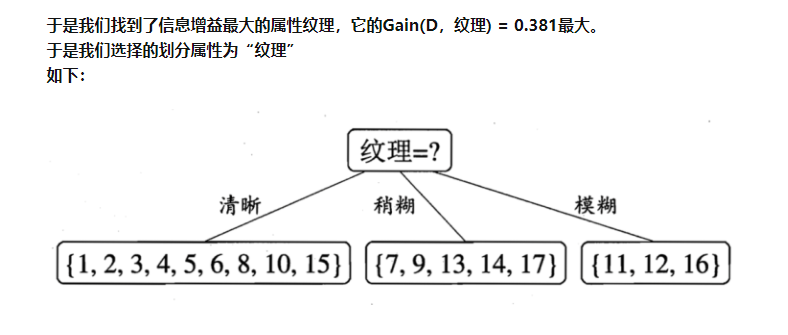 于是我们找到了信息增益最大的属性纹理，它的Gain(D，纹理) = 0.381最大。
于是我们选择的划分属性为“纹理”
如下：
纹理=?
清晰 稍糊 模糊
{1, 2, 3, 4, 5, 6, 8, 10, 15} {7, 9, 13, 14, 17} {11, 12, 16}